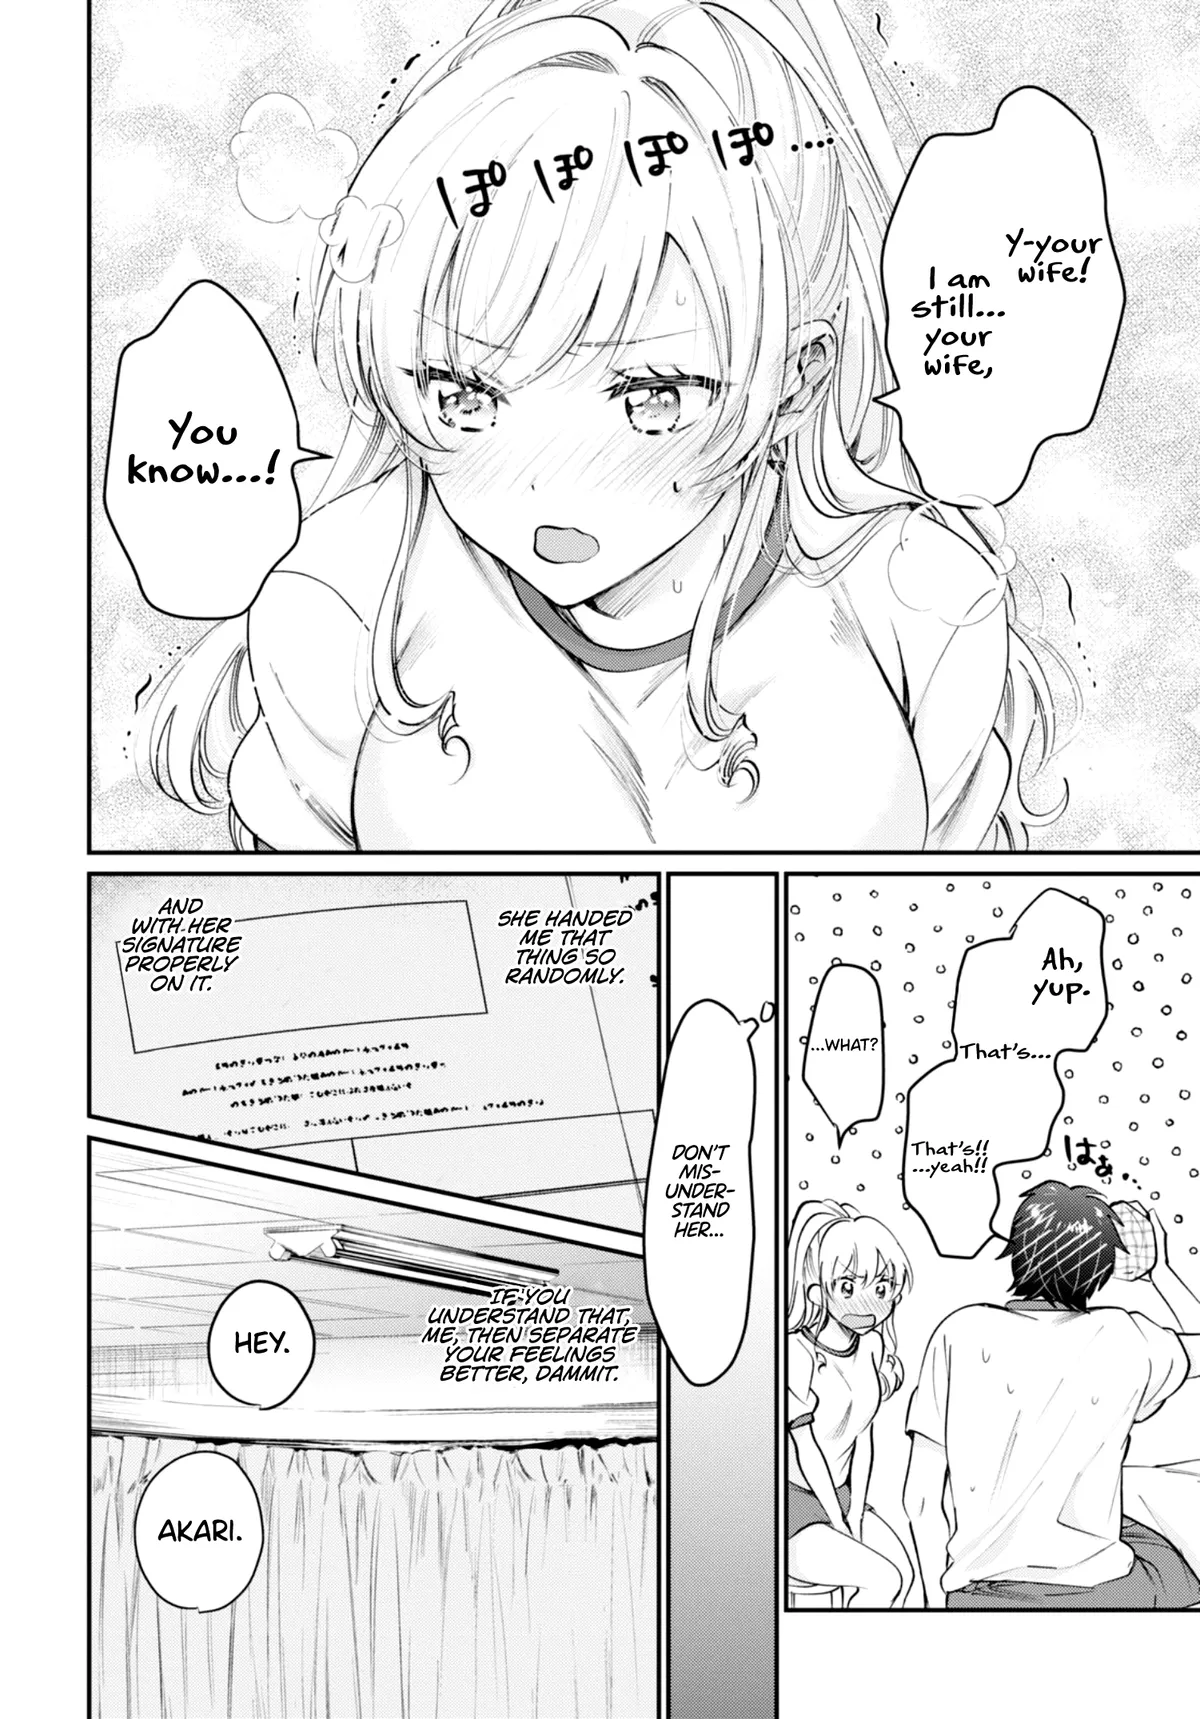 Y-your
wife!
I am
still...
your
wife,
ぽ ぽ ぽ ぽ ....
You
know....!
Ah,
yup.
That's...
That's!!
...yeah!!
はぁ...
...WHAT?
DON'T
MIS-
UNDER-
STAND
HER...
SHE HANDED
ME THAT
THING SO
RANDOMLY.
AND
WITH HER
SIGNATURE
PROPERLY
ON IT.
IF YOU
UNDERSTAND THAT,
ME, THEN SEPARATE
YOUR FEELINGS
BETTER, DAMMIT.
HEY.
AKARI.